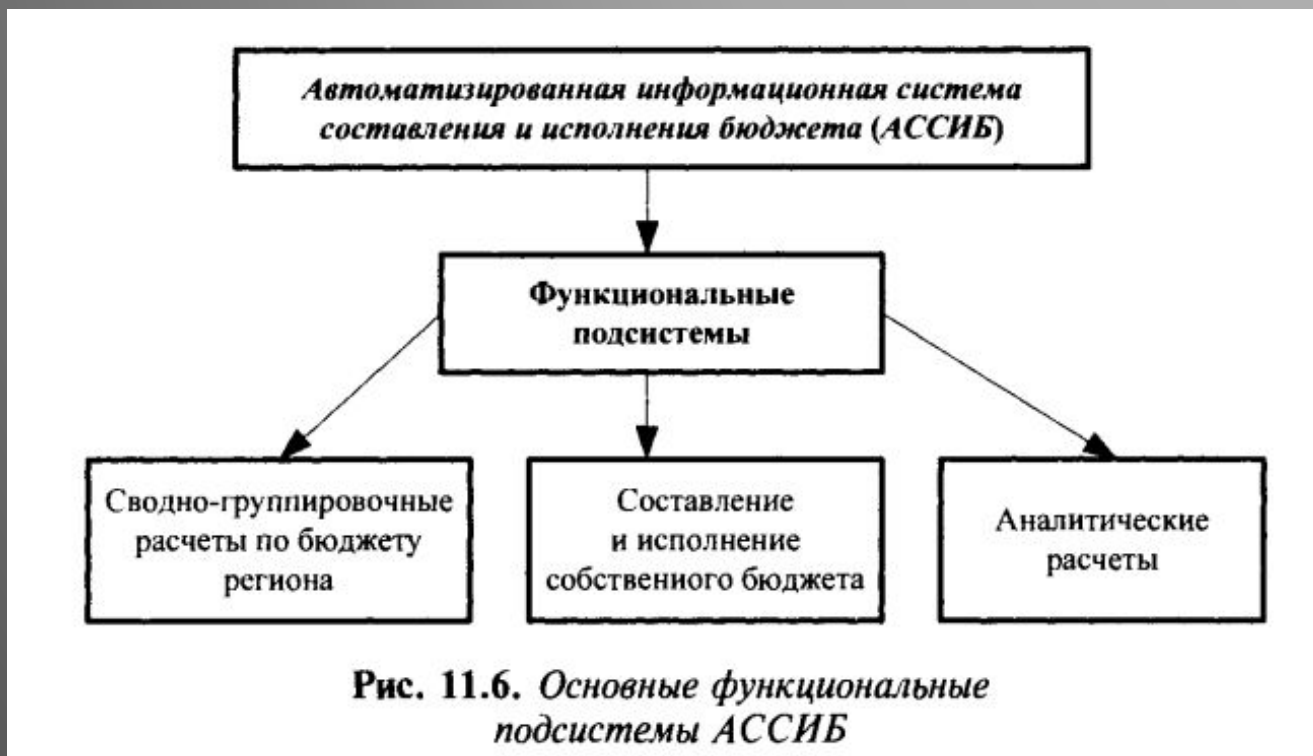 Автоматизированная информационная система
составления и исполнения бюджета (АССИБ)
Функциональные
подсистемы
Сводно-группировочные
расчеты по бюджету
региона
Составление
и исполнение
собственного бюджета
Аналитические
расчеты
Рис. 11.6. Основные функциональные
подсистемы АССИБ